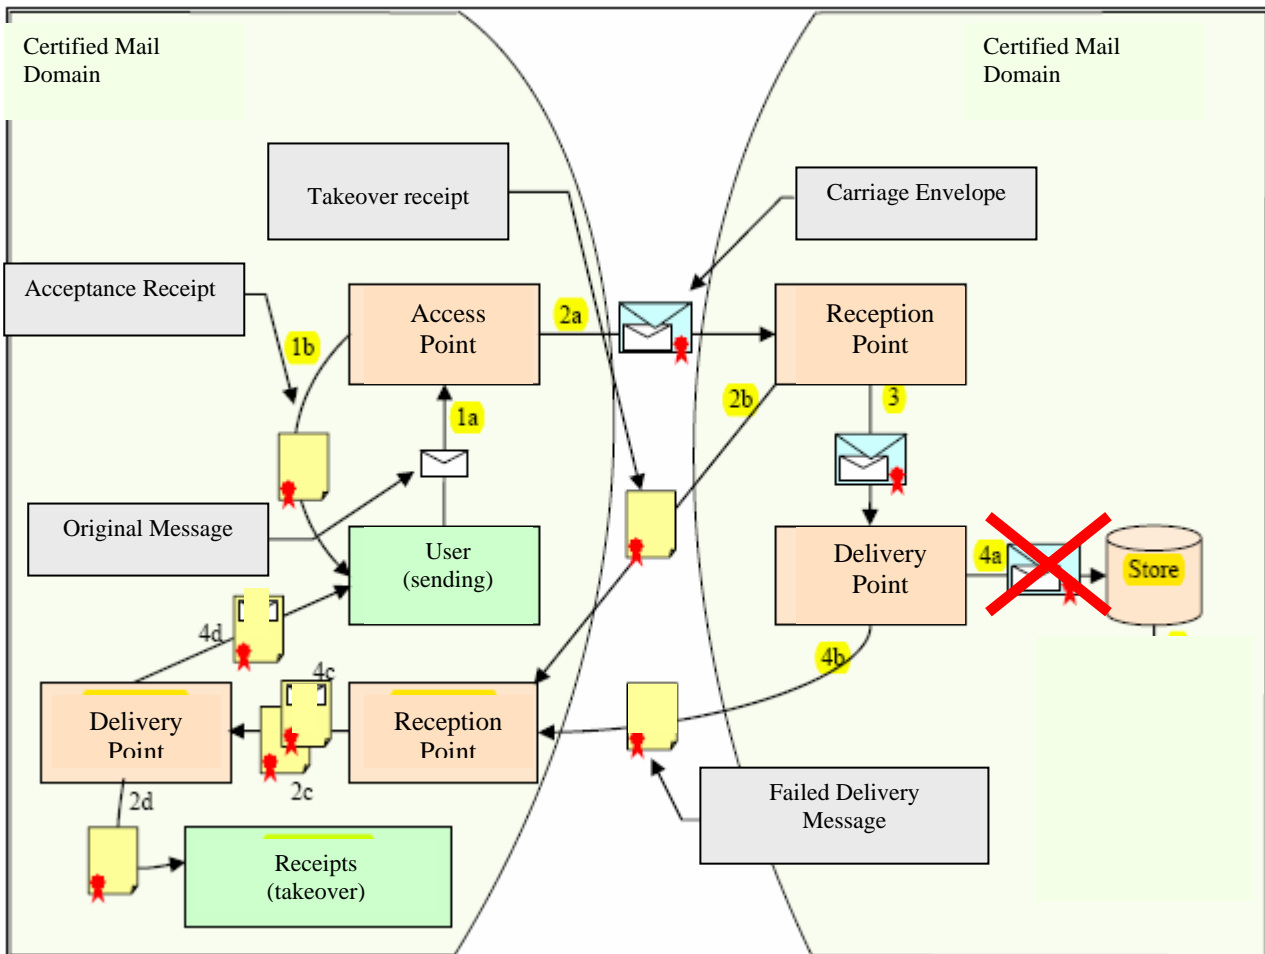 Certified Mail
Domain
Certified Mail
Domain
Takeover receipt
Carriage Envelope
Acceptance Receipt
Access
Point
2a
Reception
Point
1b
2b
3
1a
Original Message
User
(sending)
Delivery
Point
4a
Store
4d
4b
4c
Delivery
Point
Reception
Point
2c
2d
Failed Delivery
Message
Receipts
(takeover)